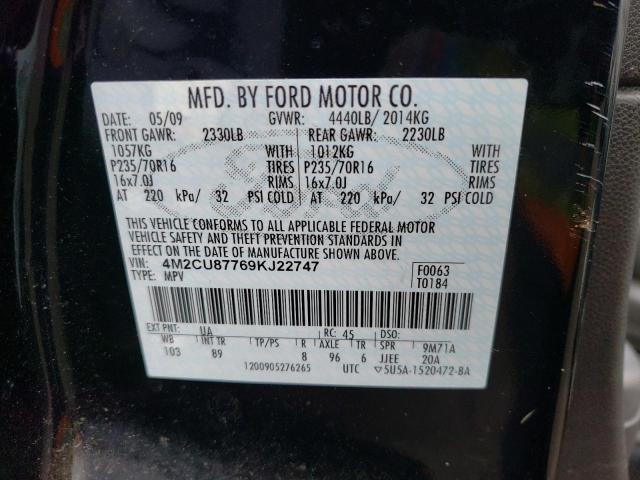 MFD. BY FORD MOTOR CO.
DATE: 05/09 GVWR: 4440LB/ 2014KG
FRONT GAWR: 2330LB REAR GAWR: 2230LB
1057KG WITH 1012KG WITH
P235/70R16 TIRES P235/70R16 TIRES
16x7.0J RIMS 16x7.0J RIMS
AT 220 kPa/ 32 PSI COLD AT 220 kPa/ 32 PSI COLD
THIS VEHICLE CONFORMS TO ALL APPLICABLE FEDERAL MOTOR
VEHICLE SAFETY AND THEFT PREVENTION STANDARDS IN
EFFECT ON THE DATE OF MANUFACTURE SHOWN ABOVE.
VIN: 4M2CU87769KJ22747 F0063
TYPE: MPV T0184
EXT PNT: UA RC: 45 DSO:
WB INT TR TP/PS R AXLE TR SPR 9M71A
103 89 8 96 6 JJEE 20A
1200905276265 UTC ▽5U5A-1520472-8A
Ford